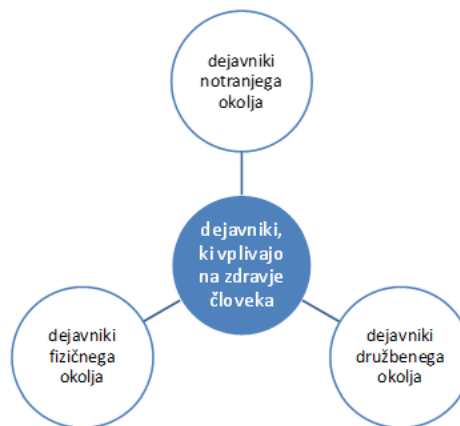 dejavniki
notranjega
okolja
dejavniki,
ki vplivajo
na zdravje
človeka
dejavniki
fizičnega
okolja
dejavniki
družbenega
okolja